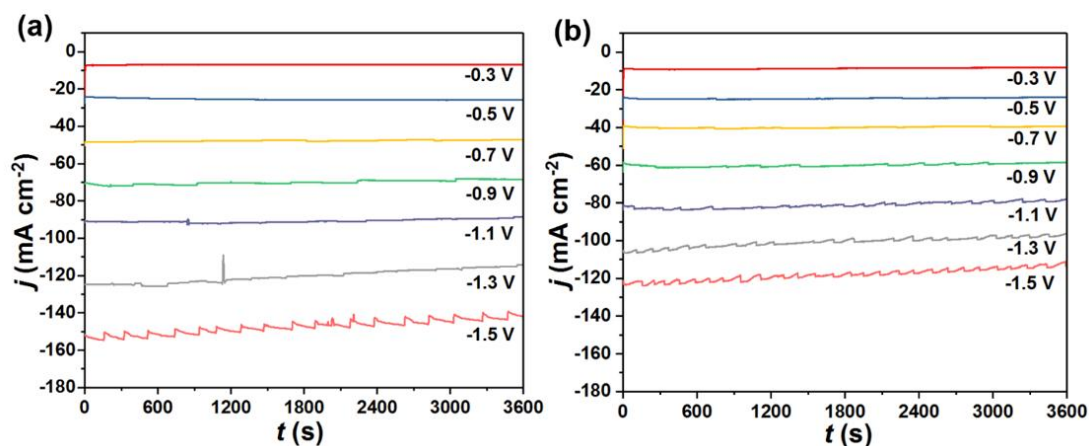 (a)
j (mA cm-2)
0
-20
-40
-60
-80
-100
-120
-140
-160
-180
-0.3 V
-0.5 V
-0.7 V
-0.9 V
-1.1 V
-1.3 V
-1.5 V
0 600 1200 1800 2400 3000 3600
t (s)
(b)
j (mA cm-2)
0
-20
-40
-60
-80
-100
-120
-140
-160
-180
-0.3 V
-0.5 V
-0.7 V
-0.9 V
-1.1 V
-1.3 V
-1.5 V
0 600 1200 1800 2400 3000 3600
t (s)